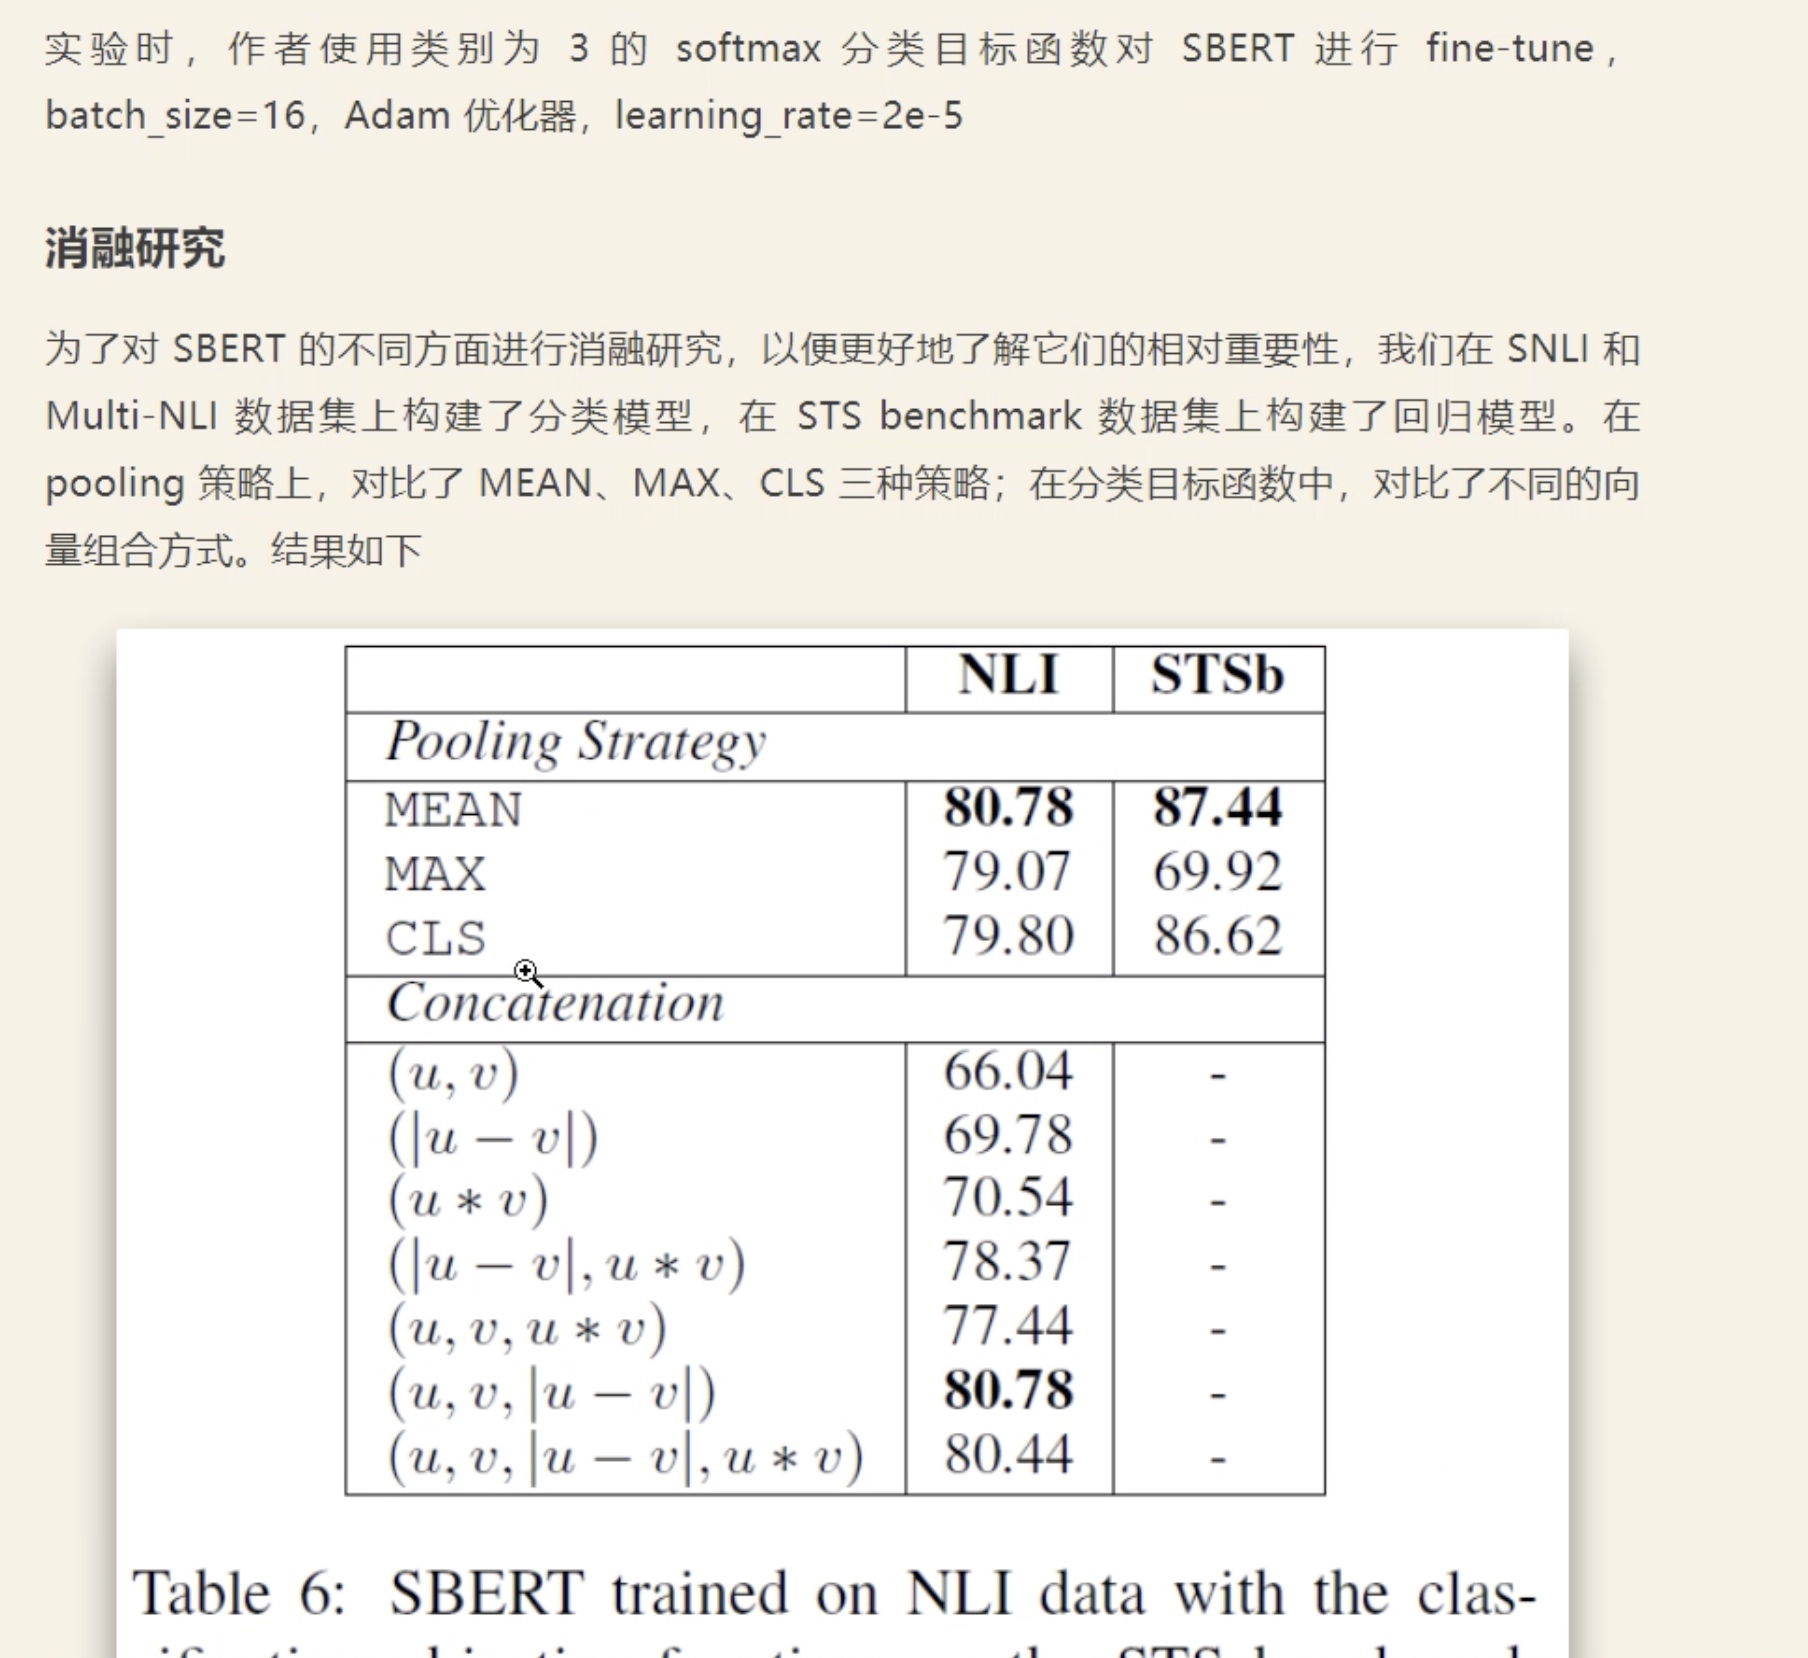 实验时，作者使用类别为 3 的 softmax 分类目标函数对 SBERT 进行 fine-tune，
batch_size=16，Adam 优化器，learning_rate=2e-5
消融研究
为了对 SBERT 的不同方面进行消融研究，以便更好地了解它们的相对重要性，我们在 SNLI 和
Multi-NLI 数据集上构建了分类模型，在 STS benchmark 数据集上构建了回归模型。在
pooling 策略上，对比了 MEAN、MAX、CLS 三种策略；在分类目标函数中，对比了不同的向
量组合方式。结果如下
NLI STSb
Pooling Strategy
MEAN 80.78 87.44
MAX 79.07 69.92
CLS 79.80 86.62
Concatenation
(u, v) 66.04 -
(|u − v|) 69.78 -
(u * v) 70.54 -
(|u − v|, u * v) 78.37 -
(u, v, u * v) 77.44 -
(u, v, |u − v|) 80.78 -
(u, v, |u − v|, u * v) 80.44 -
Table 6: SBERT trained on NLI data with the clas-